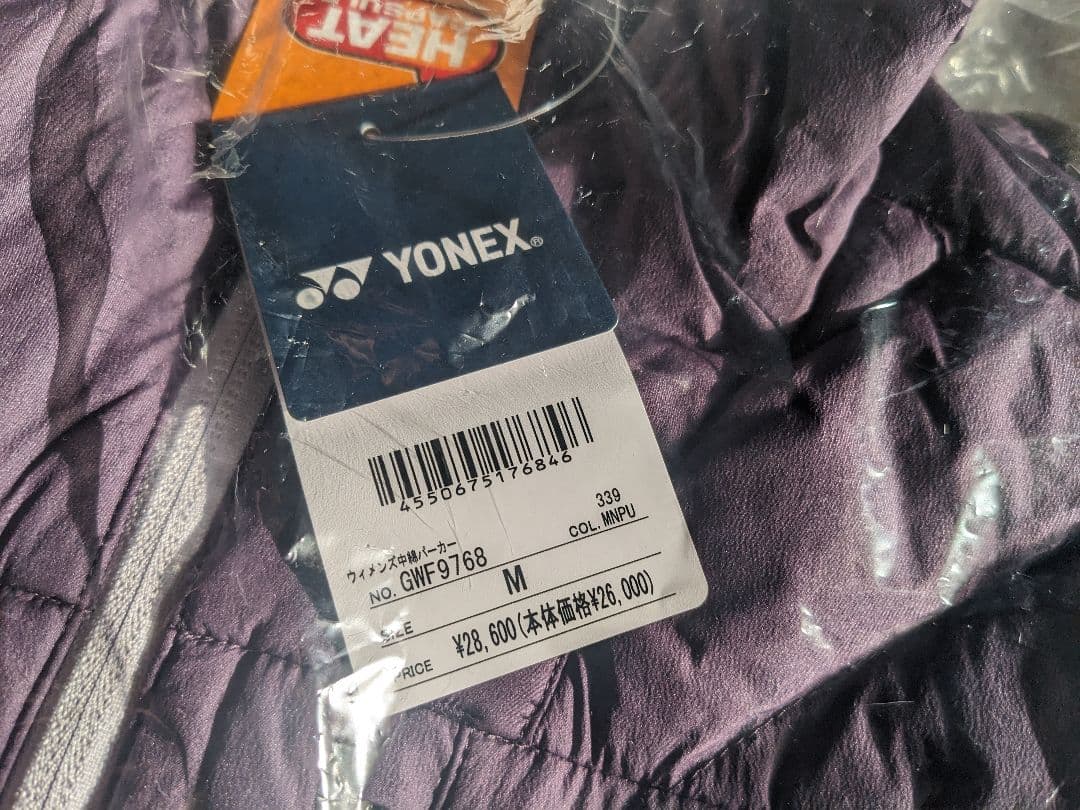 HEAT
CAPSUL
YONEX®
4550675176846
ウィメンズ中綿パーカー
339
NO. GWF9768
COL. MNPU
M
SIZE
¥28,600(本体価格¥26,000)
PRICE